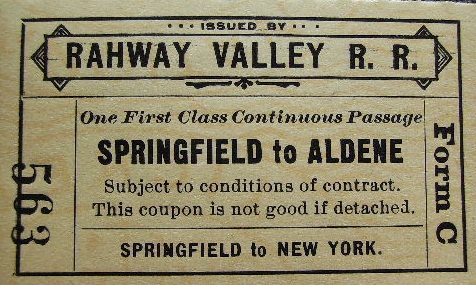 ··· ISSUED BY ···
RAHWAY VALLEY R. R.
One First Class Continuous Passage
SPRINGFIELD to ALDENE
Subject to conditions of contract.
This coupon is not good if detached.
SPRINGFIELD to NEW YORK.
563
Form C